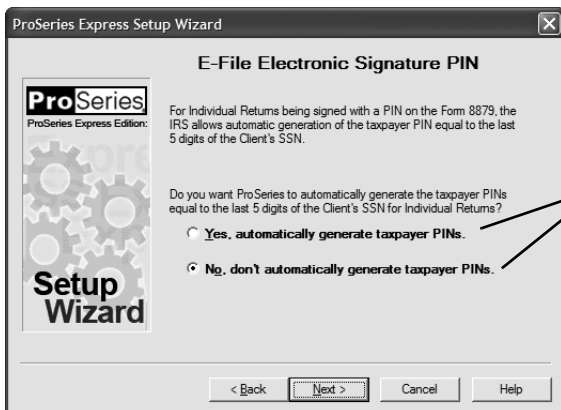 ProSeries Express Setup Wizard
E-File Electronic Signature PIN
ProSeries
ProSeries Express Edition:
For Individual Returns being signed with a PIN on the Form 8879, the
IRS allows automatic generation of the taxpayer PIN equal to the last
5 digits of the Client's SSN.
Do you want ProSeries to automatically generate the taxpayer PINs
equal to the last 5 digits of the Client's SSN for Individual Returns?
Yes, automatically generate taxpayer PINs.
No, don't automatically generate taxpayer PINs.
Setup
Wizard
< Back Next > Cancel Help